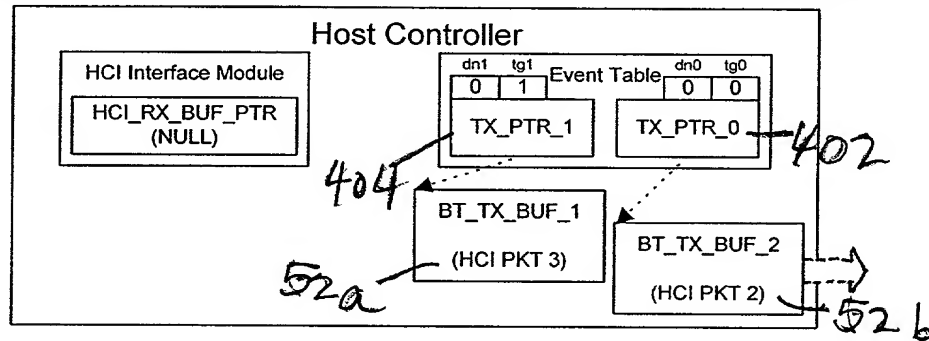 Host Controller
HCI Interface Module
HCI_RX_BUF_PTR
(NULL)
dn1 tg1 Event Table dn0 tg0
0 1 0 0
TX_PTR_1 TX_PTR_0
404 402
BT_TX_BUF_1
(HCI PKT 3)
52a
BT_TX_BUF_2
(HCI PKT 2)
52b